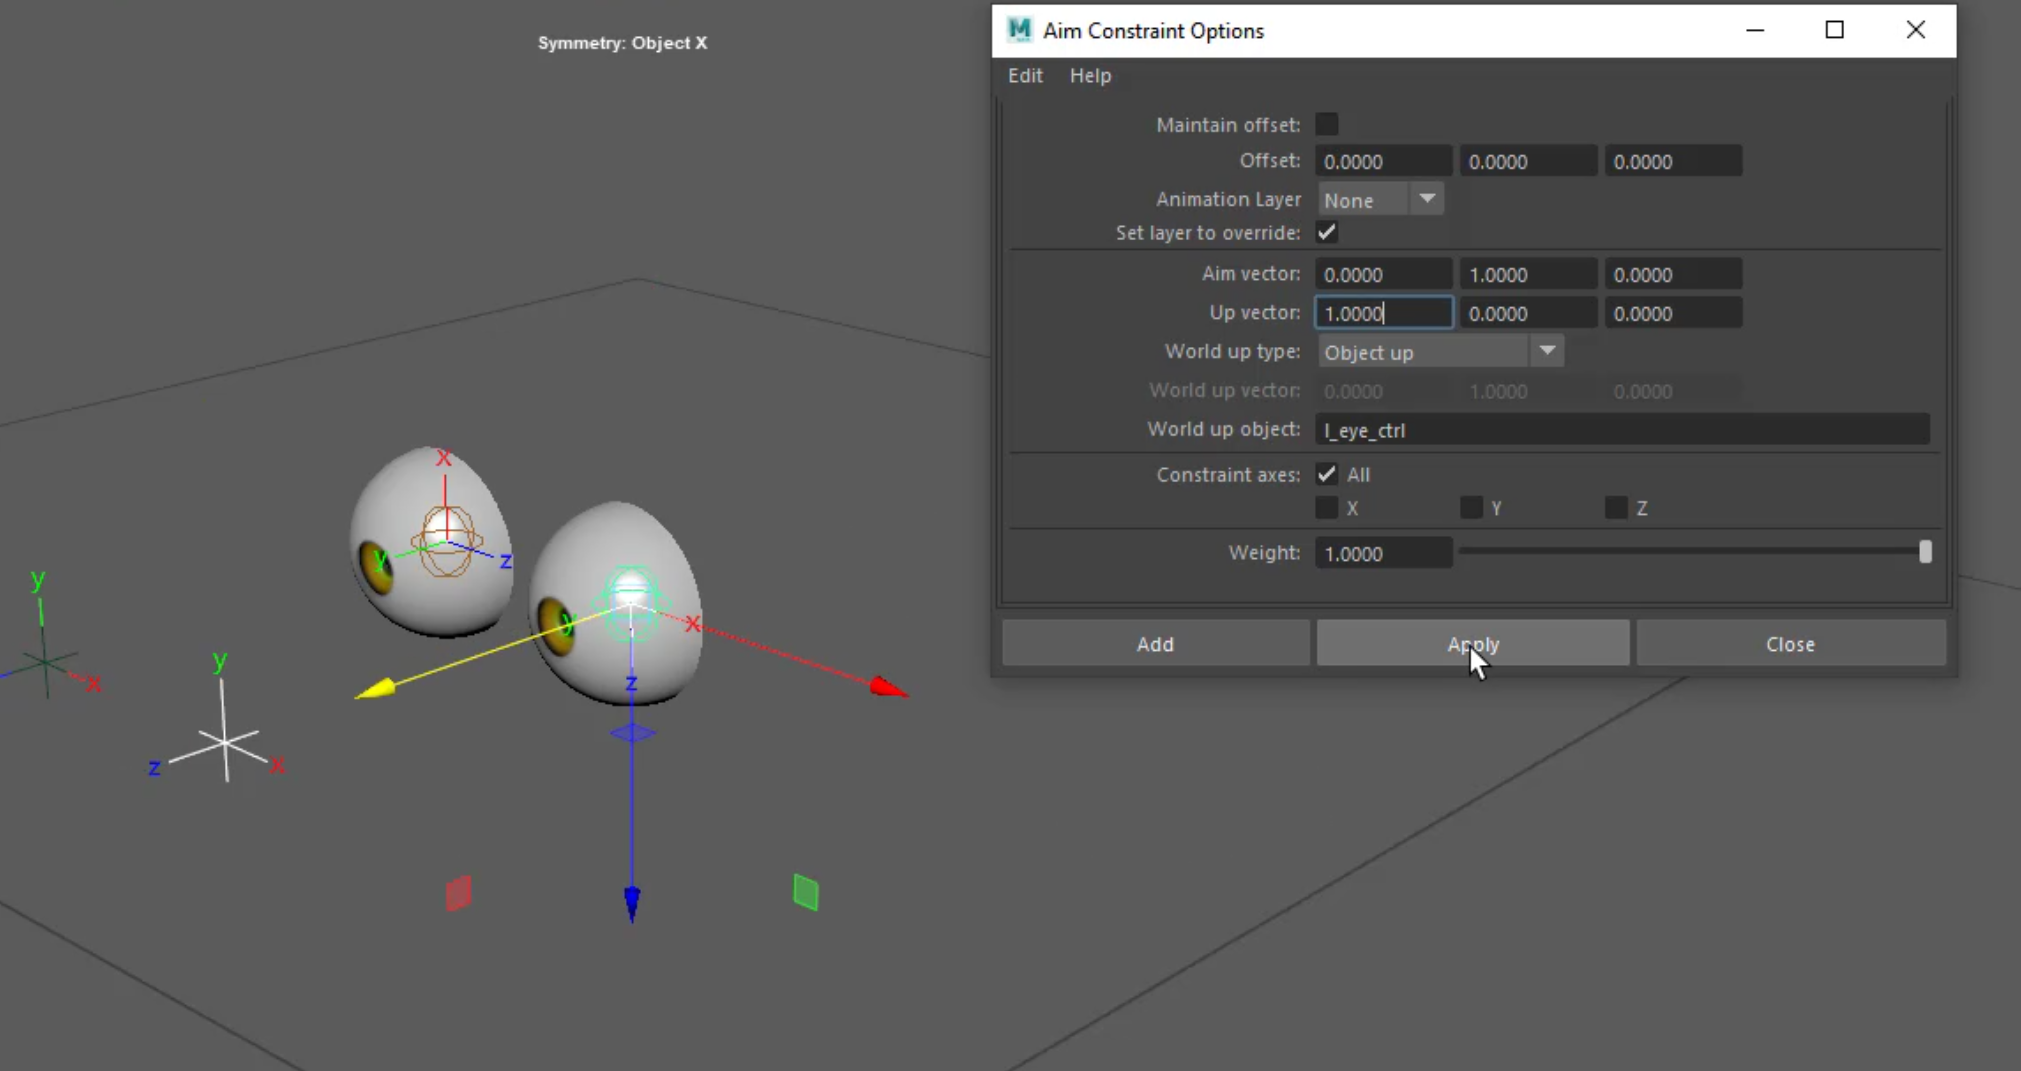 Symmetry: Object X
Aim Constraint Options
Edit Help
Maintain offset:
Offset: 0.0000 0.0000 0.0000
Animation Layer None
Set layer to override:
Aim vector: 0.0000 1.0000 0.0000
Up vector: 1.0000 0.0000 0.0000
World up type: Object up
World up vector: 0.0000 1.0000 0.0000
World up object: l_eye_ctrl
Constraint axes: All
X Y Z
Weight: 1.0000
Add Apply Close
x
y z
y x
z
y x
y
z x